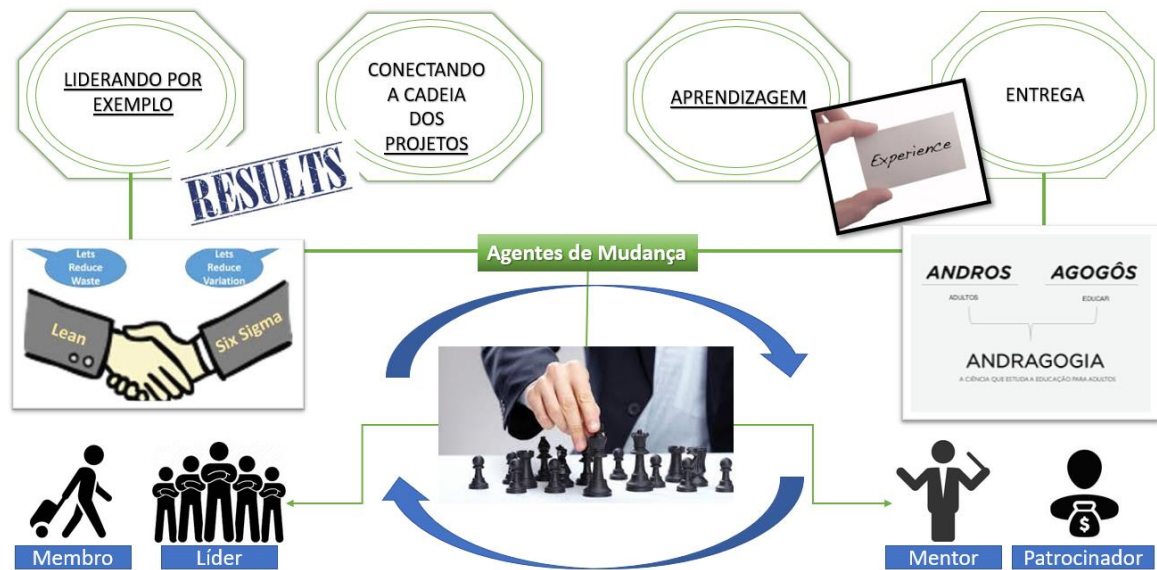 LIDERANDO POR
EXEMPLO
CONECTANDO
A CADEIA
DOS
PROJETOS
APRENDIZAGEM
ENTREGA
RESULTS
Experience
Agentes de Mudança
Lets
Reduce
Waste
Lets
Reduce
Variation
Lean
Six Sigma
ANDROS
AGOGÔS
ADULTOS
EDUCAR
ANDRAGOGIA
A CIÊNCIA QUE ESTUDA A EDUCAÇÃO PARA ADULTOS
$
Membro
Líder
Mentor
Patrocinador